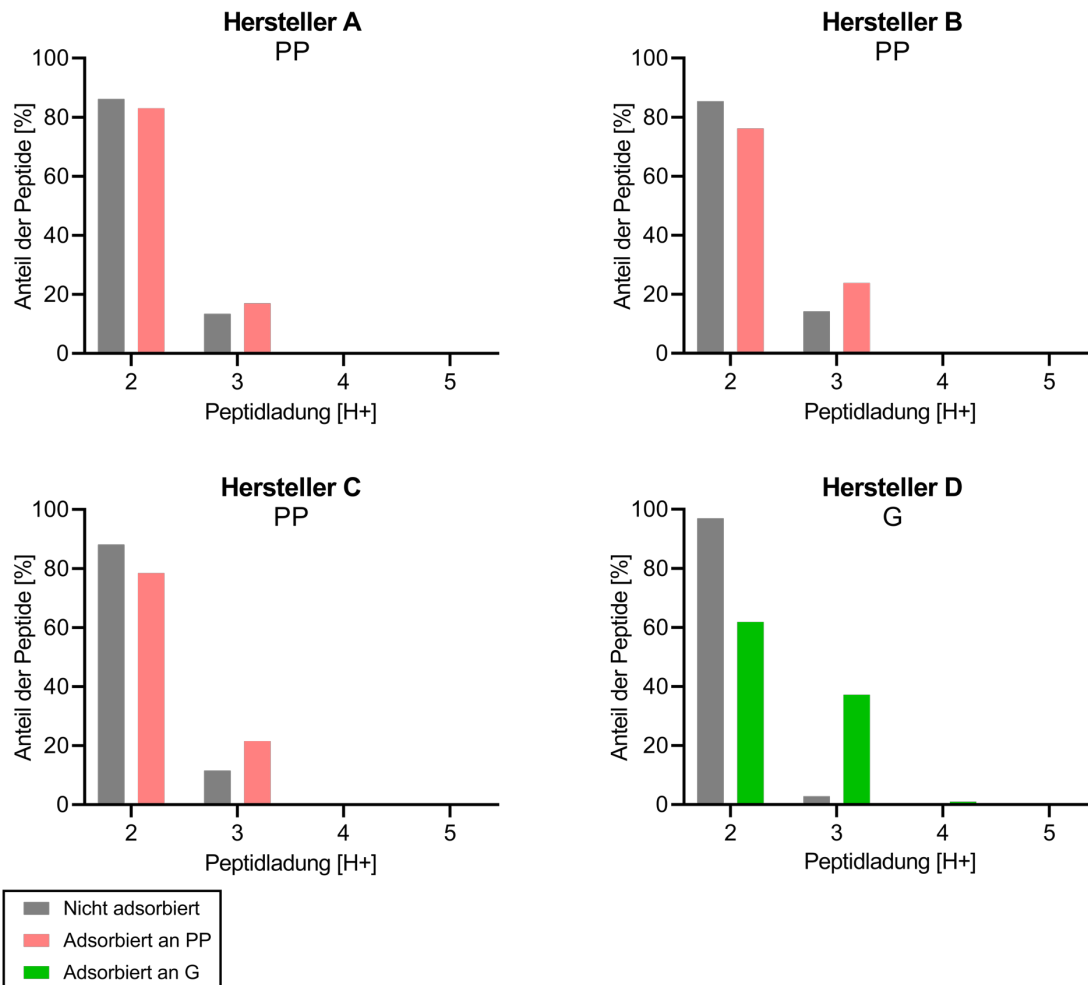 Hersteller A
PP
Anteil der Peptide [%]
100
80
60
40
20
0
2 3 4 5
Peptidladung [H+]
Hersteller B
PP
Anteil der Peptide [%]
100
80
60
40
20
0
2 3 4 5
Peptidladung [H+]
Hersteller C
PP
Anteil der Peptide [%]
100
80
60
40
20
0
2 3 4 5
Peptidladung [H+]
Hersteller D
G
Anteil der Peptide [%]
100
80
60
40
20
0
2 3 4 5
Peptidladung [H+]
Nicht adsorbiert
Adsorbiert an PP
Adsorbiert an G